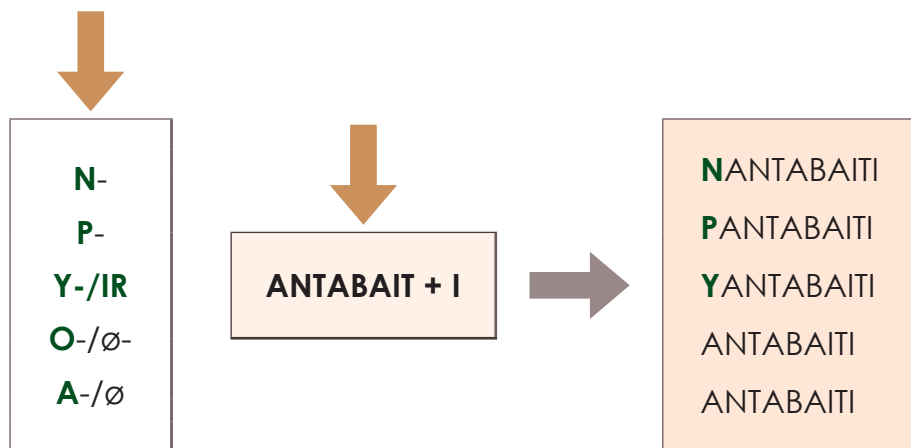 N-
P-
Y-/IR
O-/ø-
A-/ø
ANTABAIT + I
NANTABAITI
PANTABAITI
YANTABAITI
ANTABAITI
ANTABAITI